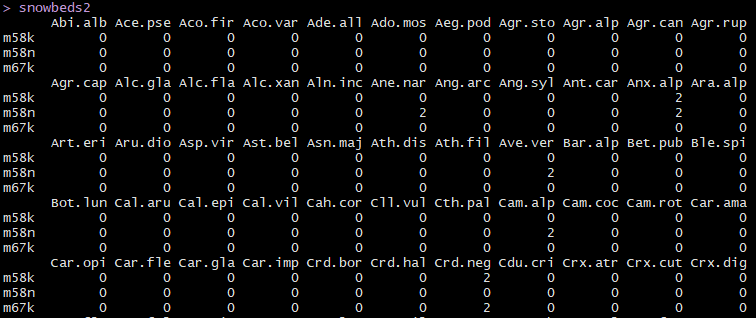 > snowbeds2
Abi.alb Ace.pse Aco.fir Aco.var Ade.all Ado.mos Aeg.pod Agr.sto Agr.alp Agr.can Agr.rup
m58k 0 0 0 0 0 0 0 0 0 0 0
m58n 0 0 0 0 0 0 0 0 0 0 0
m67k 0 0 0 0 0 0 0 0 0 0 0
Agr.cap Alc.gla Alc.fla Alc.xan Aln.inc Ane.nar Ang.arc Ang.syl Ant.car Anx.alp Ara.alp
m58k 0 0 0 0 0 0 0 0 0 2 0
m58n 0 0 0 0 0 2 0 0 0 2 0
m67k 0 0 0 0 0 0 0 0 0 0 0
Art.eri Aru.dio Asp.vir Ast.bel Asn.maj Ath.dis Ath.fil Ave.ver Bar.alp Bet.pub Ble.spi
m58k 0 0 0 0 0 0 0 0 0 0 0
m58n 0 0 0 0 0 0 0 2 0 0 0
m67k 0 0 0 0 0 0 0 0 0 0 0
Bot.lun Cal.aru Cal.epi Cal.vil Cah.cor Cll.vul Cth.pal Cam.alp Cam.coc Cam.rot Car.ama
m58k 0 0 0 0 0 0 0 0 0 0 0
m58n 0 0 0 0 0 0 0 2 0 0 0
m67k 0 0 0 0 0 0 0 0 0 0 0
Car.opi Car.fle Car.gla Car.imp Crd.bor Crd.hal Crd.neg Cdu.cri Crx.atr Crx.cut Crx.dig
m58k 0 0 0 0 0 0 2 0 0 0 0
m58n 0 0 0 0 0 0 0 0 0 0 0
m67k 0 0 0 0 0 0 2 0 0 0 0